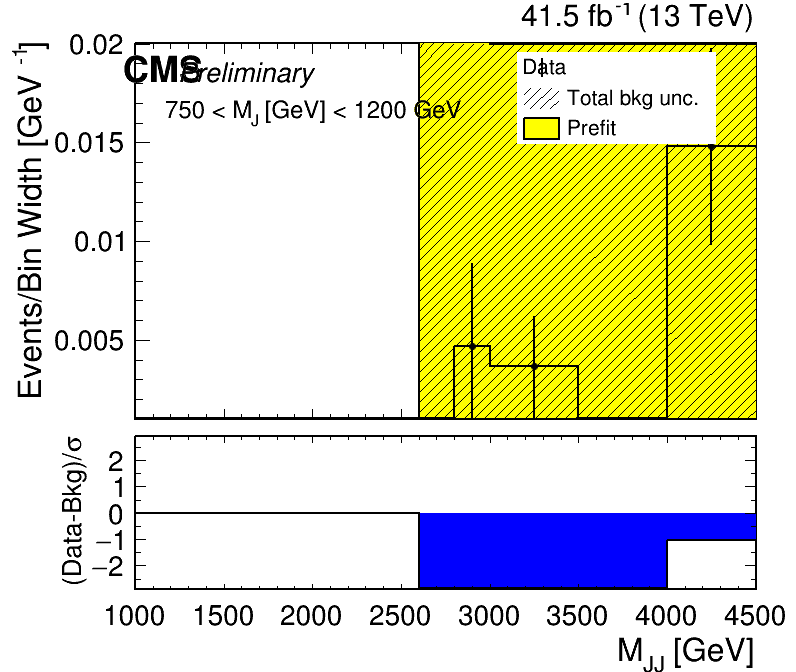 41.5 fb-1 (13 TeV)
CMS Preliminary
750 < MJ [GeV] < 1200 GeV
Data
Total bkg unc.
Prefit
Events/Bin Width [GeV-1]
0.02
0.015
0.01
0.005
(Data-Bkg)/σ
2
1
0
−1
−2
1000 1500 2000 2500 3000 3500 4000 4500
MJJ [GeV]